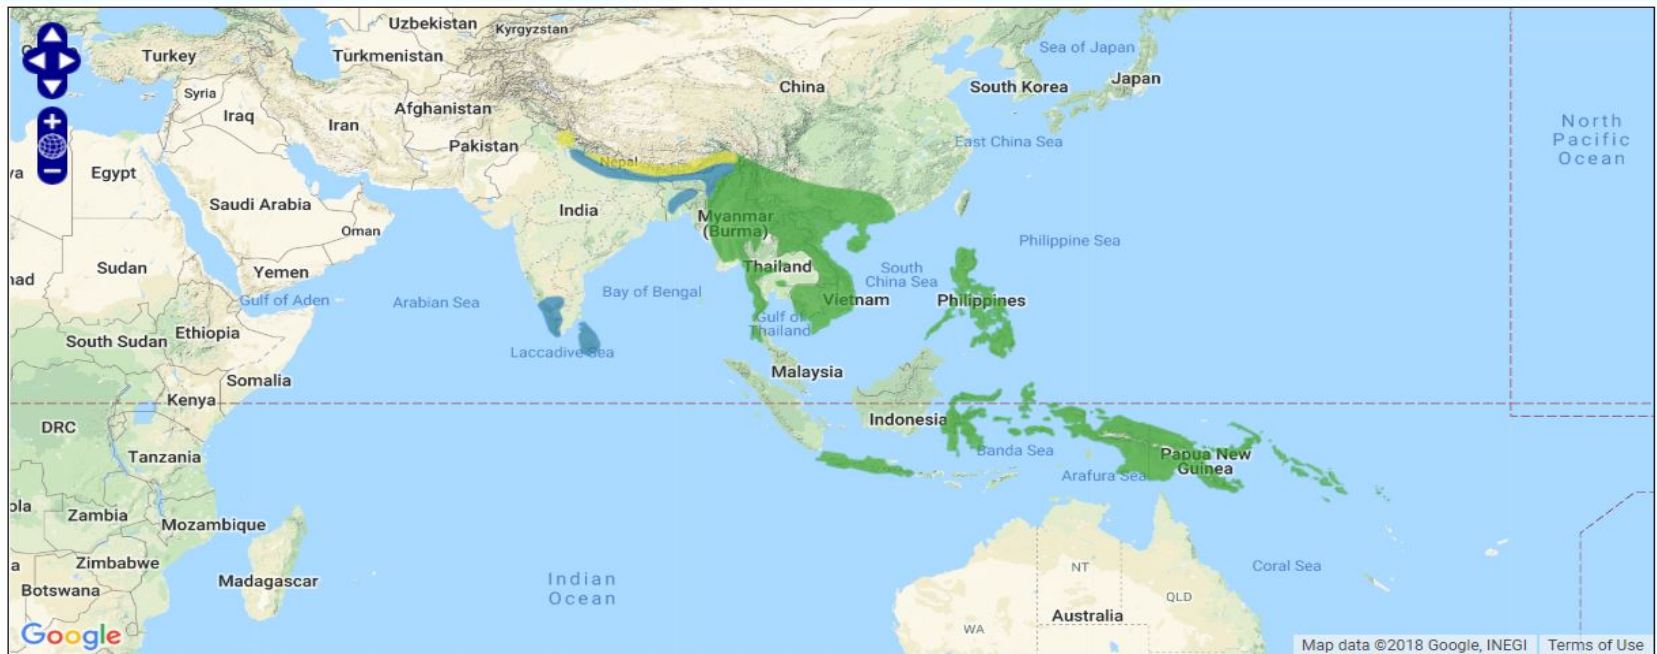 Uzbekistan
Kyrgyzstan
Sea of Japan
Turkey
Turkmenistan
China
South Korea
Japan
Syria
Afghanistan
Iraq
Iran
North
Pacific
Ocean
East China Sea
Pakistan
Nepal
Egypt
Saudi Arabia
India
Myanmar
(Burma)
Oman
Philippine Sea
Sudan
Yemen
Thailand
South
China Sea
had
Gulf of Aden
Arabian Sea
Bay of Bengal
Vietnam
Philippines
Ethiopia
South Sudan
Gulf of
Thailand
Laccadive Sea
Malaysia
Somalia
Kenya
Indonesia
DRC
Banda Sea
Papua New
Guinea
Tanzania
Arafura Sea
ola
Zambia
Mozambique
Zimbabwe
Coral Sea
NT
Madagascar
Indian
Ocean
Botswana
QLD
Australia
WA
Google
Map data ©2018 Google, INEGI
Terms of Use